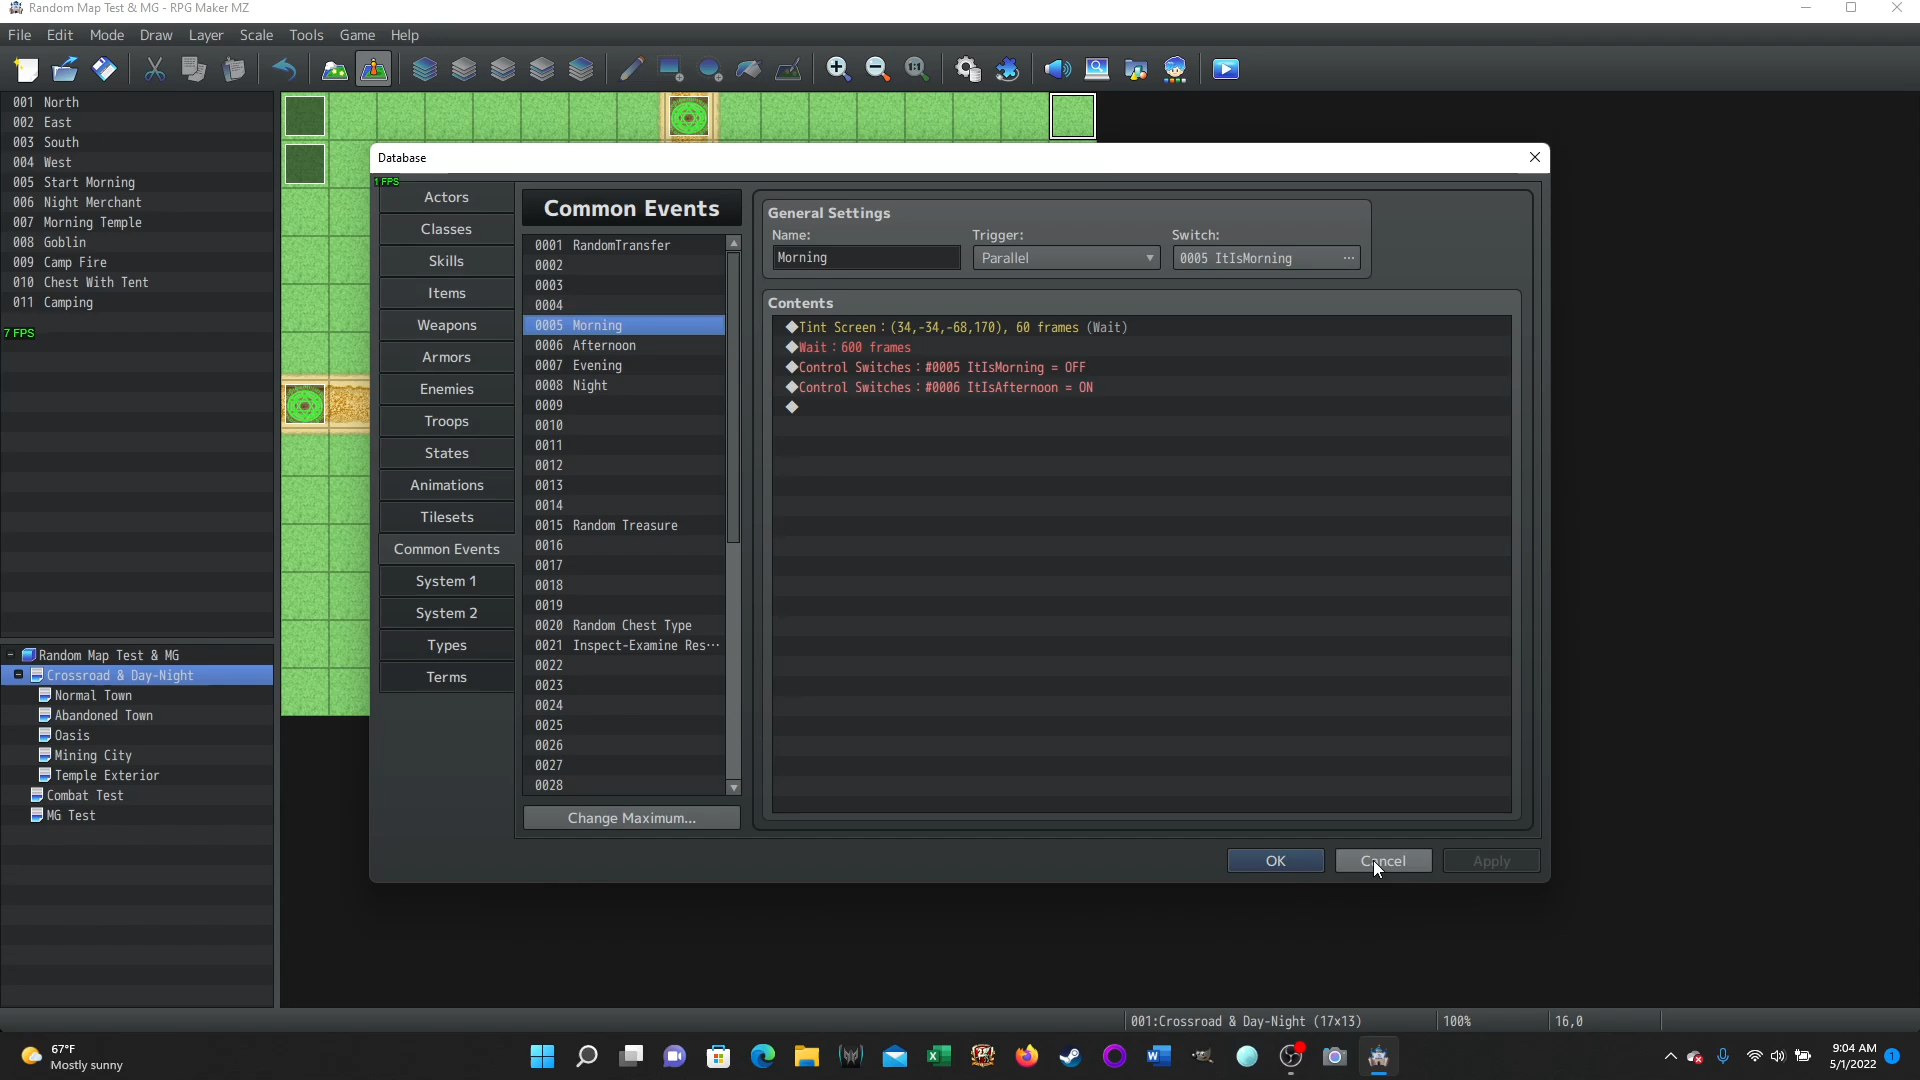 Random Map Test & MG - RPG Maker MZ
File Edit Mode Draw Layer Scale Tools Game Help
001 North
002 East
003 South
004 West
005 Start Morning
006 Night Merchant
007 Morning Temple
008 Goblin
009 Camp Fire
010 Chest With Tent
011 Camping
7 FPS
Random Map Test & MG
Crossroad & Day-Night
Normal Town
Abandoned Town
Oasis
Mining City
Temple Exterior
Combat Test
MG Test
Database
1 FPS
Actors
Classes
Skills
Items
Weapons
Armors
Enemies
Troops
States
Animations
Tilesets
Common Events
System 1
System 2
Types
Terms
Common Events
0001 RandomTransfer
0002
0003
0004
0005 Morning
0006 Afternoon
0007 Evening
0008 Night
0009
0010
0011
0012
0013
0014
0015 Random Treasure
0016
0017
0018
0019
0020 Random Chest Type
0021 Inspect-Examine Res…
0022
0023
0024
0025
0026
0027
0028
Change Maximum...
General Settings
Name: Trigger: Switch:
Morning Parallel 0005 ItIsMorning …
Contents
◆Tint Screen：(34,-34,-68,170), 60 frames (Wait)
◆Wait：600 frames
◆Control Switches：#0005 ItIsMorning = OFF
◆Control Switches：#0006 ItIsAfternoon = ON
◆
OK Cancel Apply
001:Crossroad & Day-Night (17x13) 100% 16,0
67°F
Mostly sunny
9:04 AM
5/1/2022
1